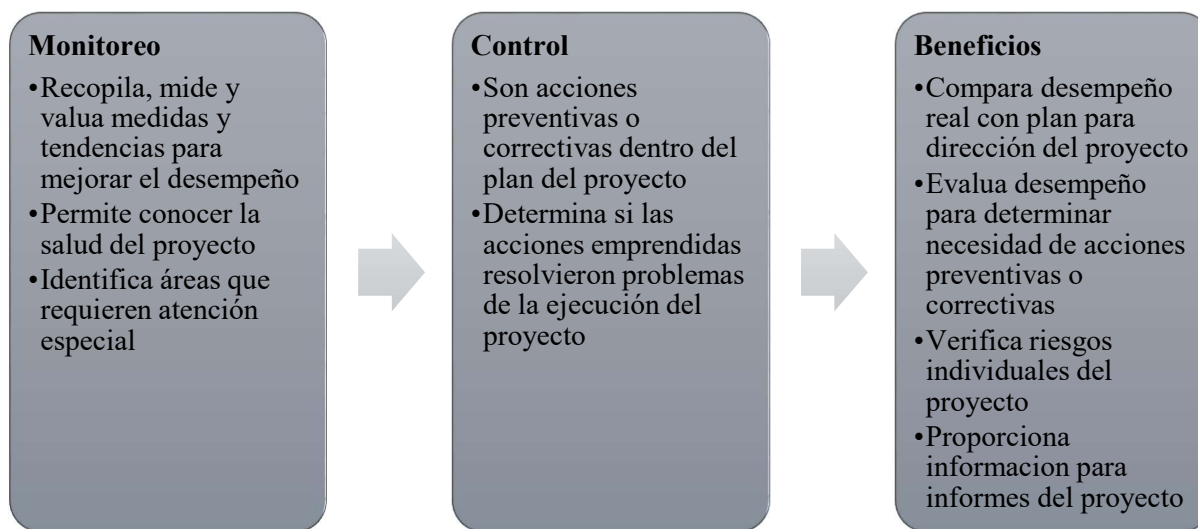 Monitoreo
•Recopila, mide y
valua medidas y
tendencias para
mejorar el desempeño
•Permite conocer la
salud del proyecto
•Identifica áreas que
requieren atención
especial
Control
•Son acciones
preventivas o
correctivas dentro del
plan del proyecto
•Determina si las
acciones emprendidas
resolvieron problemas
de la ejecución del
proyecto
Beneficios
•Compara desempeño
real con plan para
dirección del proyecto
•Evalua desempeño
para determinar
necesidad de acciones
preventivas o
correctivas
•Verifica riesgos
individuales del
proyecto
•Proporciona
informacion para
informes del proyecto